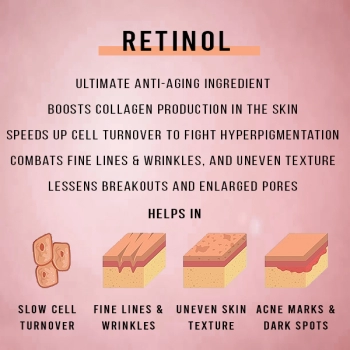 RETINOL
ULTIMATE ANTI-AGING INGREDIENT
BOOSTS COLLAGEN PRODUCTION IN THE SKIN
SPEEDS UP CELL TURNOVER TO FIGHT HYPERPIGMENTATION
COMBATS FINE LINES & WRINKLES, AND UNEVEN TEXTURE
LESSENS BREAKOUTS AND ENLARGED PORES
HELPS IN
SLOW CELL
TURNOVER
FINE LINES &
WRINKLES
UNEVEN SKIN
TEXTURE
ACNE MARKS &
DARK SPOTS